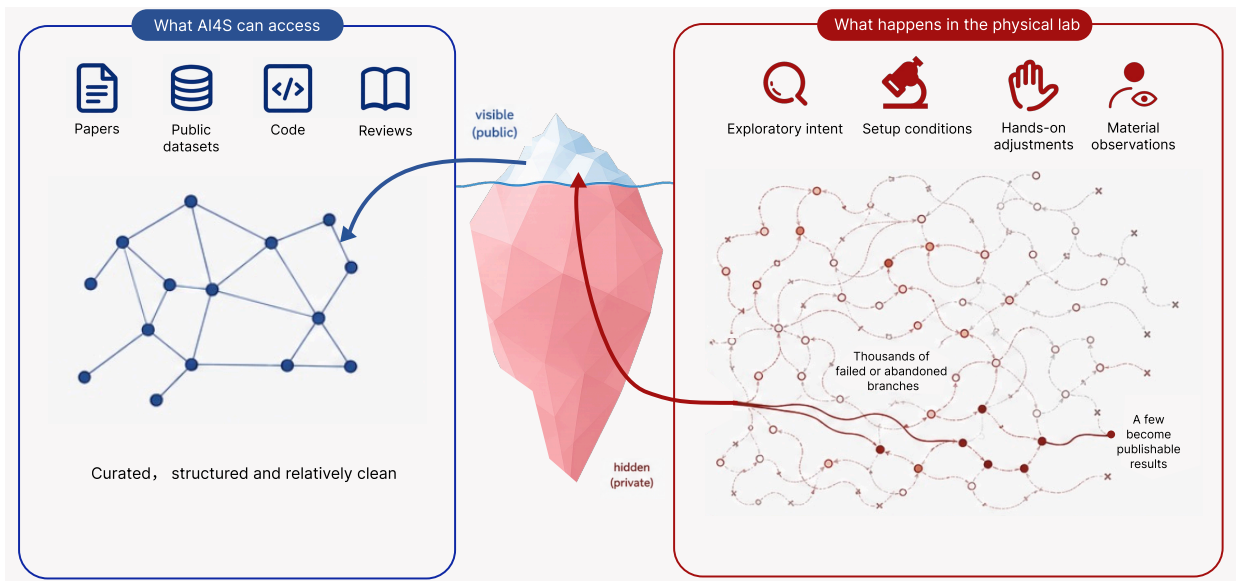 What AI4S can access
Papers
Public
datasets
Code
Reviews
Curated， structured and relatively clean
visible
(public)
hidden
(private)
What happens in the physical lab
Exploratory intent
Setup conditions
Hands-on
adjustments
Material
observations
Thousands of
failed or abandoned
branches
A few
become
publishable
results